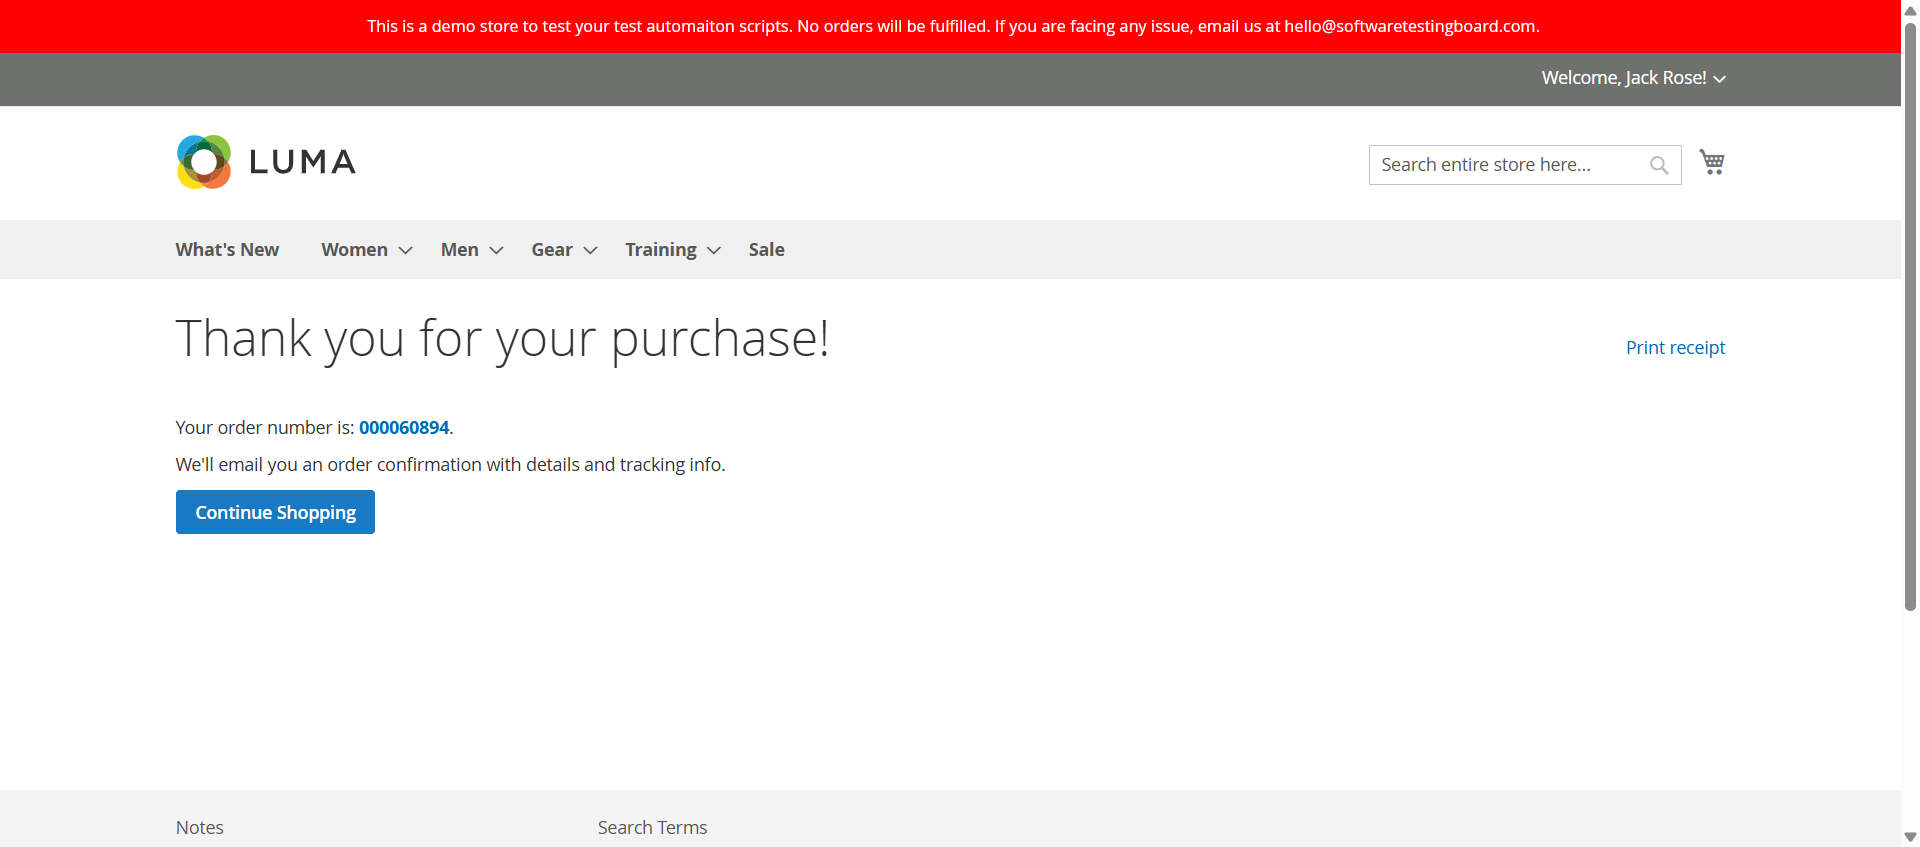 This is a demo store to test your test automaiton scripts. No orders will be fulfilled. If you are facing any issue, email us at hello@softwaretestingboard.com.
Welcome, Jack Rose!
LUMA
Search entire store here...
What's New Women Men Gear Training Sale
Thank you for your purchase!
Print receipt
Your order number is: 000060894.
We'll email you an order confirmation with details and tracking info.
Continue Shopping
Notes Search Terms